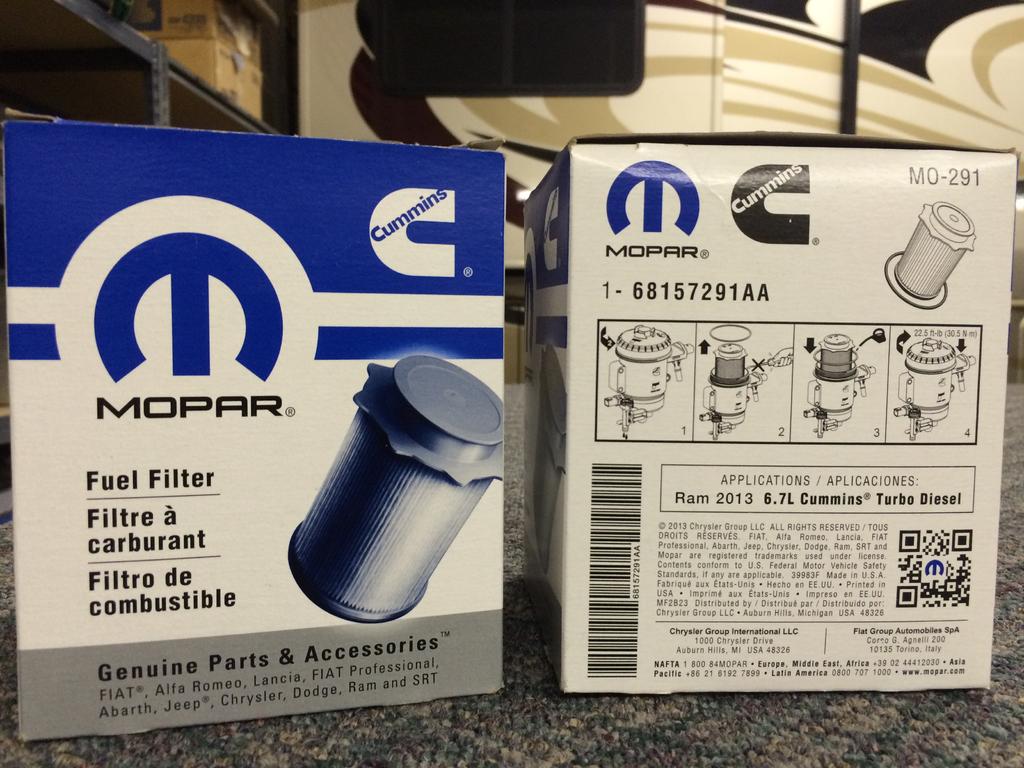 Cummins
®
MOPAR®
Fuel Filter
Filtre à
carburant
Filtro de
combustible
Genuine Parts & Accessories™
FIAT®, Alfa Romeo, Lancia, FIAT Professional,
Abarth, Jeep®, Chrysler, Dodge, Ram and SRT
Cummins
®
MOPAR®
MO-291
1- 68157291AA
22.5 ft-lb (30.5 N·m)
1
2
3
4
APPLICATIONS / APLICACIONES:
Ram 2013 6.7L Cummins® Turbo Diesel
68157291AA
© 2013 Chrysler Group LLC ALL RIGHTS RESERVED / TOUS
DROITS RÉSERVÉS. FIAT, Alfa Romeo, Lancia, FIAT
Professional, Abarth, Jeep, Chrysler, Dodge, Ram, SRT and
Mopar are registered trademarks used under license.
Contents conform to U.S. Federal Motor Vehicle Safety
Standards, if any are applicable. 39983F Made in U.S.A.
Fabriqué aux États-Unis • Hecho en EE.UU. • Printed in
USA • Imprimé aux États-Unis • Impreso en EE.UU.
MF2B23 Distributed by / Distribué par / Distribuido por:
Chrysler Group LLC • Auburn Hills, Michigan USA 48326
Chrysler Group International LLC
1000 Chrysler Drive
Auburn Hills, MI USA 48326
Fiat Group Automobiles SpA
Corso G. Agnelli 200
10135 Torino, Italy
NAFTA 1 800 84MOPAR • Europe, Middle East, Africa +39 02 44412030 • Asia
Pacific +86 21 6192 7899 • Latin America 0800 707 1000 • www.mopar.com